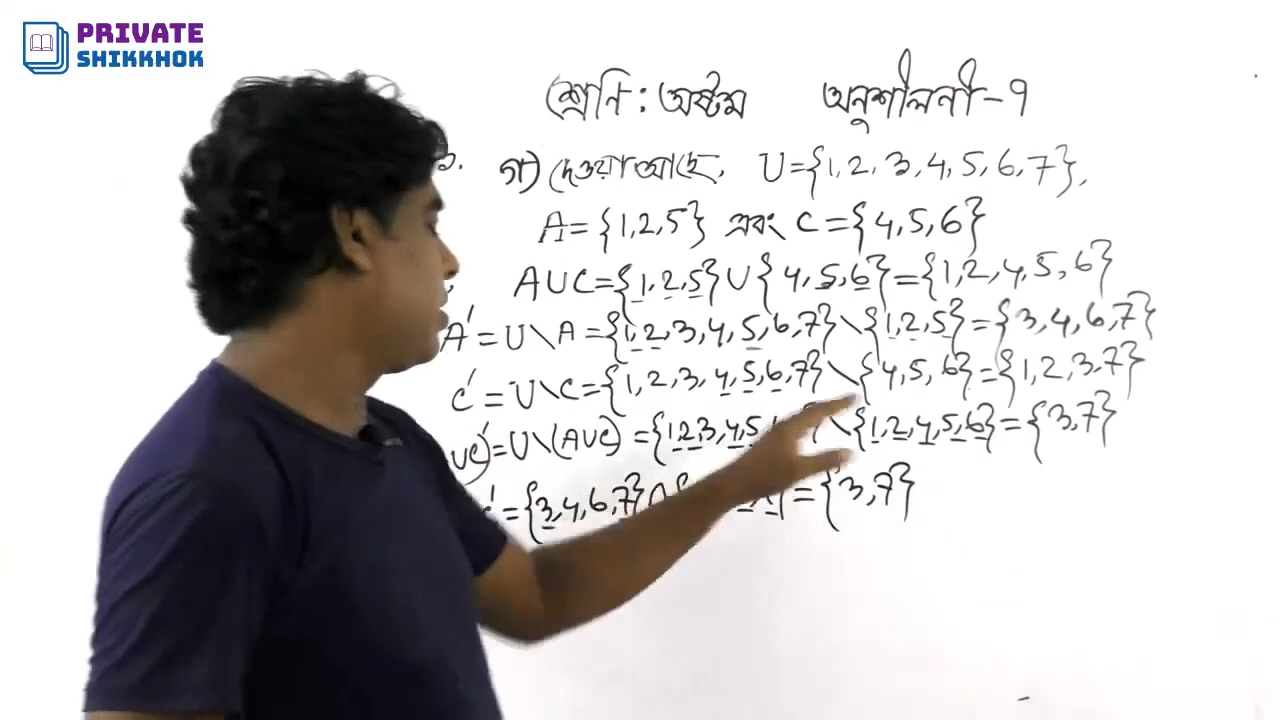 PRIVATE
SHIKKHOK
শ্রেণি : অষ্টম অনুশীলনী-৭
গ) দেওয়া আছে, U={1,2,3,4,5,6,7},
A={1,2,5} এবং C={4,5,6}
AUC={1,2,5}U{4,5,6}={1,2,4,5,6}
A'=U\A={1,2,3,4,5,6,7}\{1,2,5}={3,4,6,7}
C'=U\C={1,2,3,4,5,6,7}\{4,5,6}={1,2,3,7}
UC)'=U\(AUC)={1,2,3,4,5, }\{1,2,4,5,6}={3,7}
'={3,4,6,7}∩{ }={3,7}